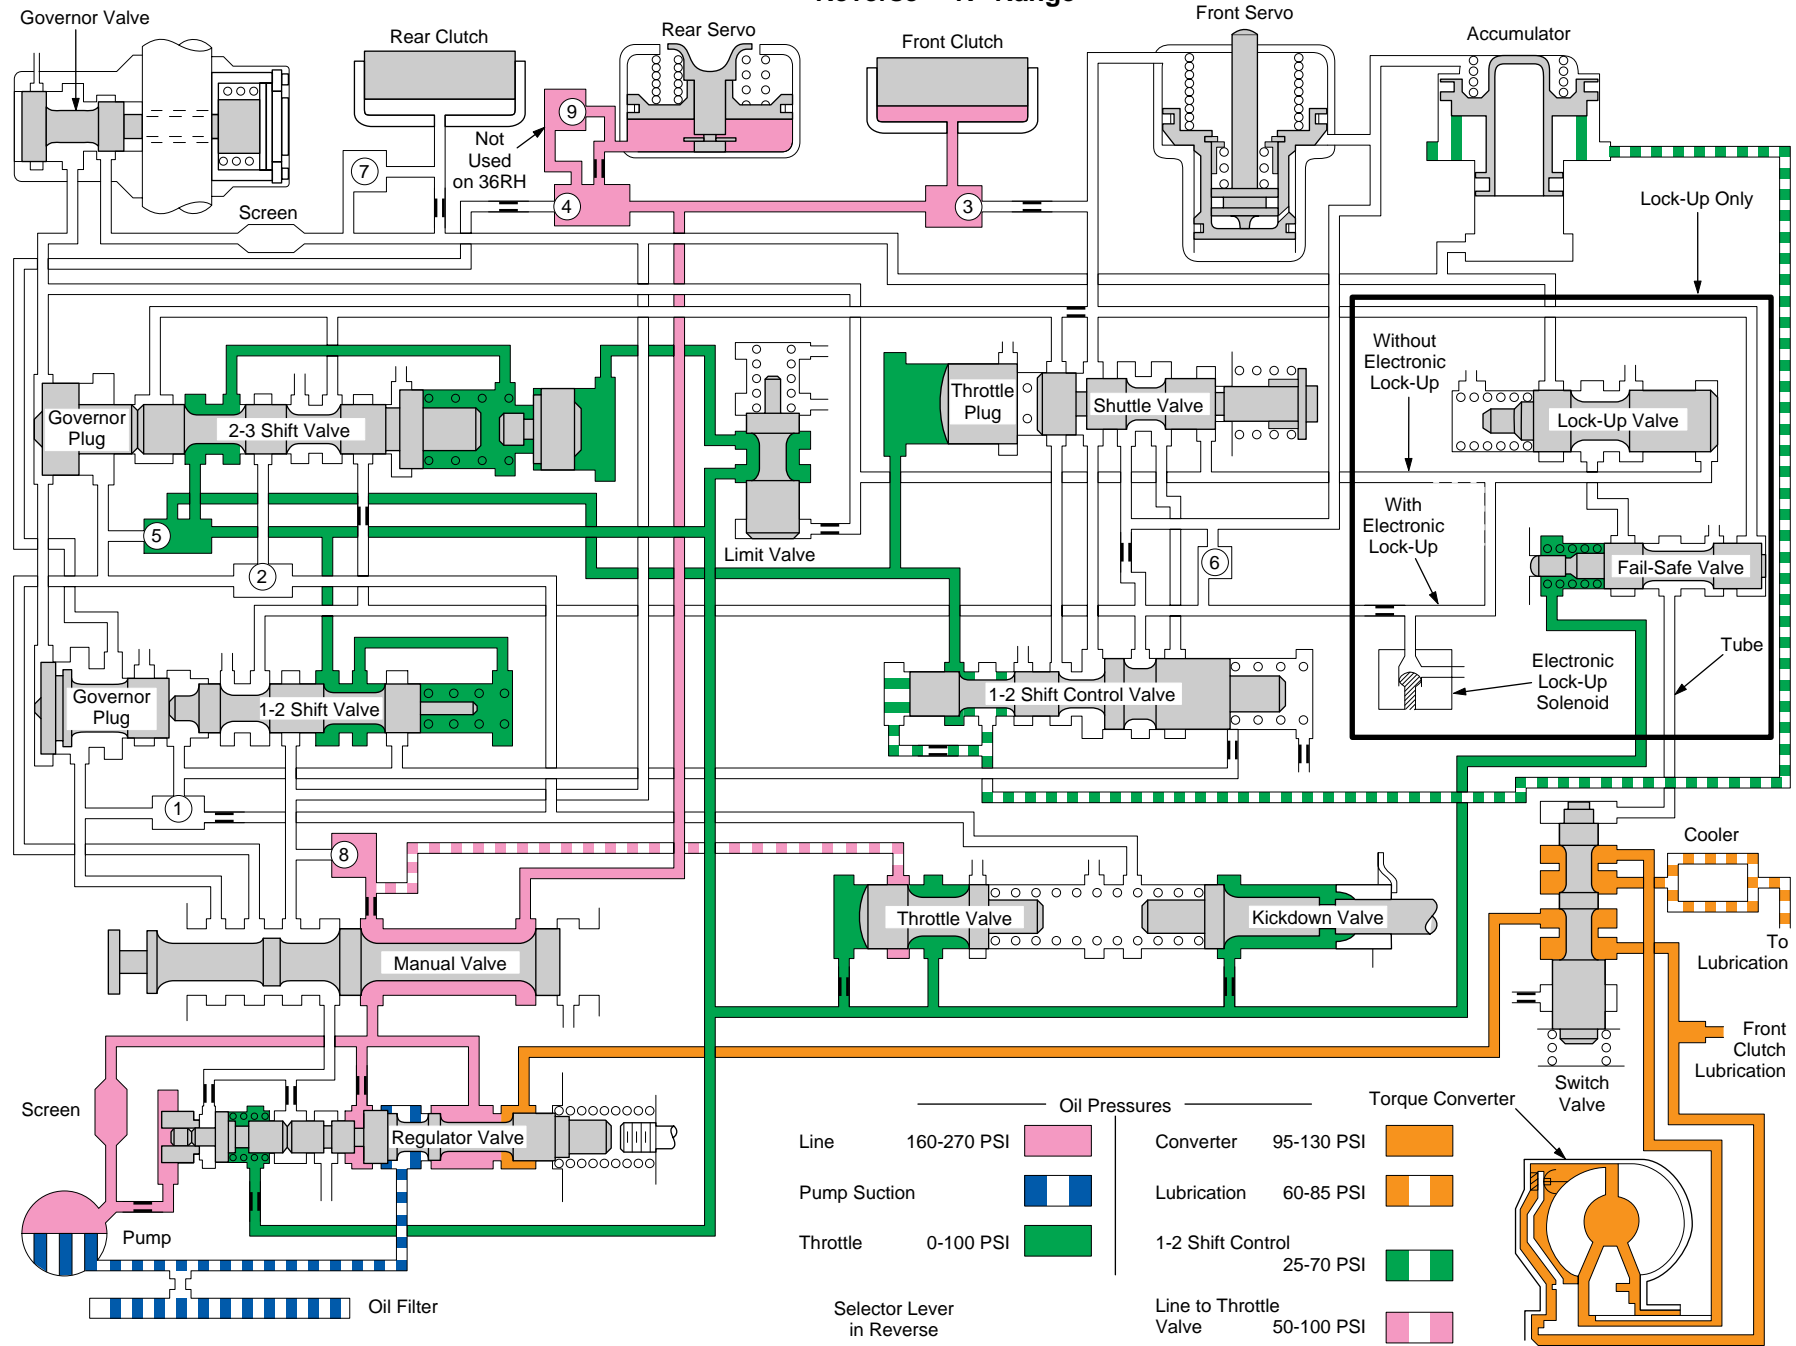 Reverse "R" Range
Governor Valve
Rear Clutch
Rear Servo
Front Clutch
Front Servo
Accumulator
9
Not
Used
on 36RH
7
4
3
Screen
Lock-Up Only
Without
Electronic
Lock-Up
Governor
Plug
2-3 Shift Valve
Throttle
Plug
Shuttle Valve
Lock-Up Valve
With
Electronic
Lock-Up
5
Limit Valve
2
6
Fail-Safe Valve
Tube
Governor
Plug
1-2 Shift Valve
1-2 Shift Control Valve
Electronic
Lock-Up
Solenoid
1
8
Cooler
Throttle Valve
Kickdown Valve
To
Lubrication
Manual Valve
Front
Clutch
Lubrication
Switch
Valve
Screen
Regulator Valve
Torque Converter
Pump
Oil Filter
Oil Pressures
Line 160-270 PSI
Pump Suction
Throttle 0-100 PSI
Selector Lever
in Reverse
Converter 95-130 PSI
Lubrication 60-85 PSI
1-2 Shift Control
25-70 PSI
Line to Throttle
Valve 50-100 PSI